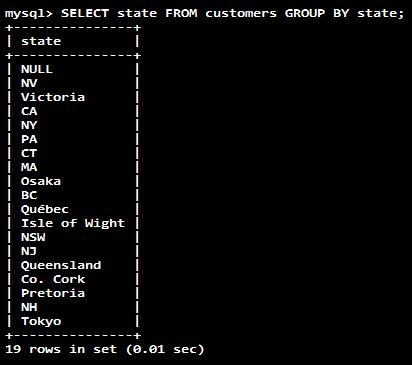 mysql> SELECT state FROM customers GROUP BY state;
+---------------+
| state         |
+---------------+
| NULL          |
| NV            |
| Victoria      |
| CA            |
| NY            |
| PA            |
| CT            |
| MA            |
| Osaka         |
| BC            |
| Québec        |
| Isle of Wight |
| NSW           |
| NJ            |
| Queensland    |
| Co. Cork      |
| Pretoria      |
| NH            |
| Tokyo         |
+---------------+
19 rows in set (0.01 sec)